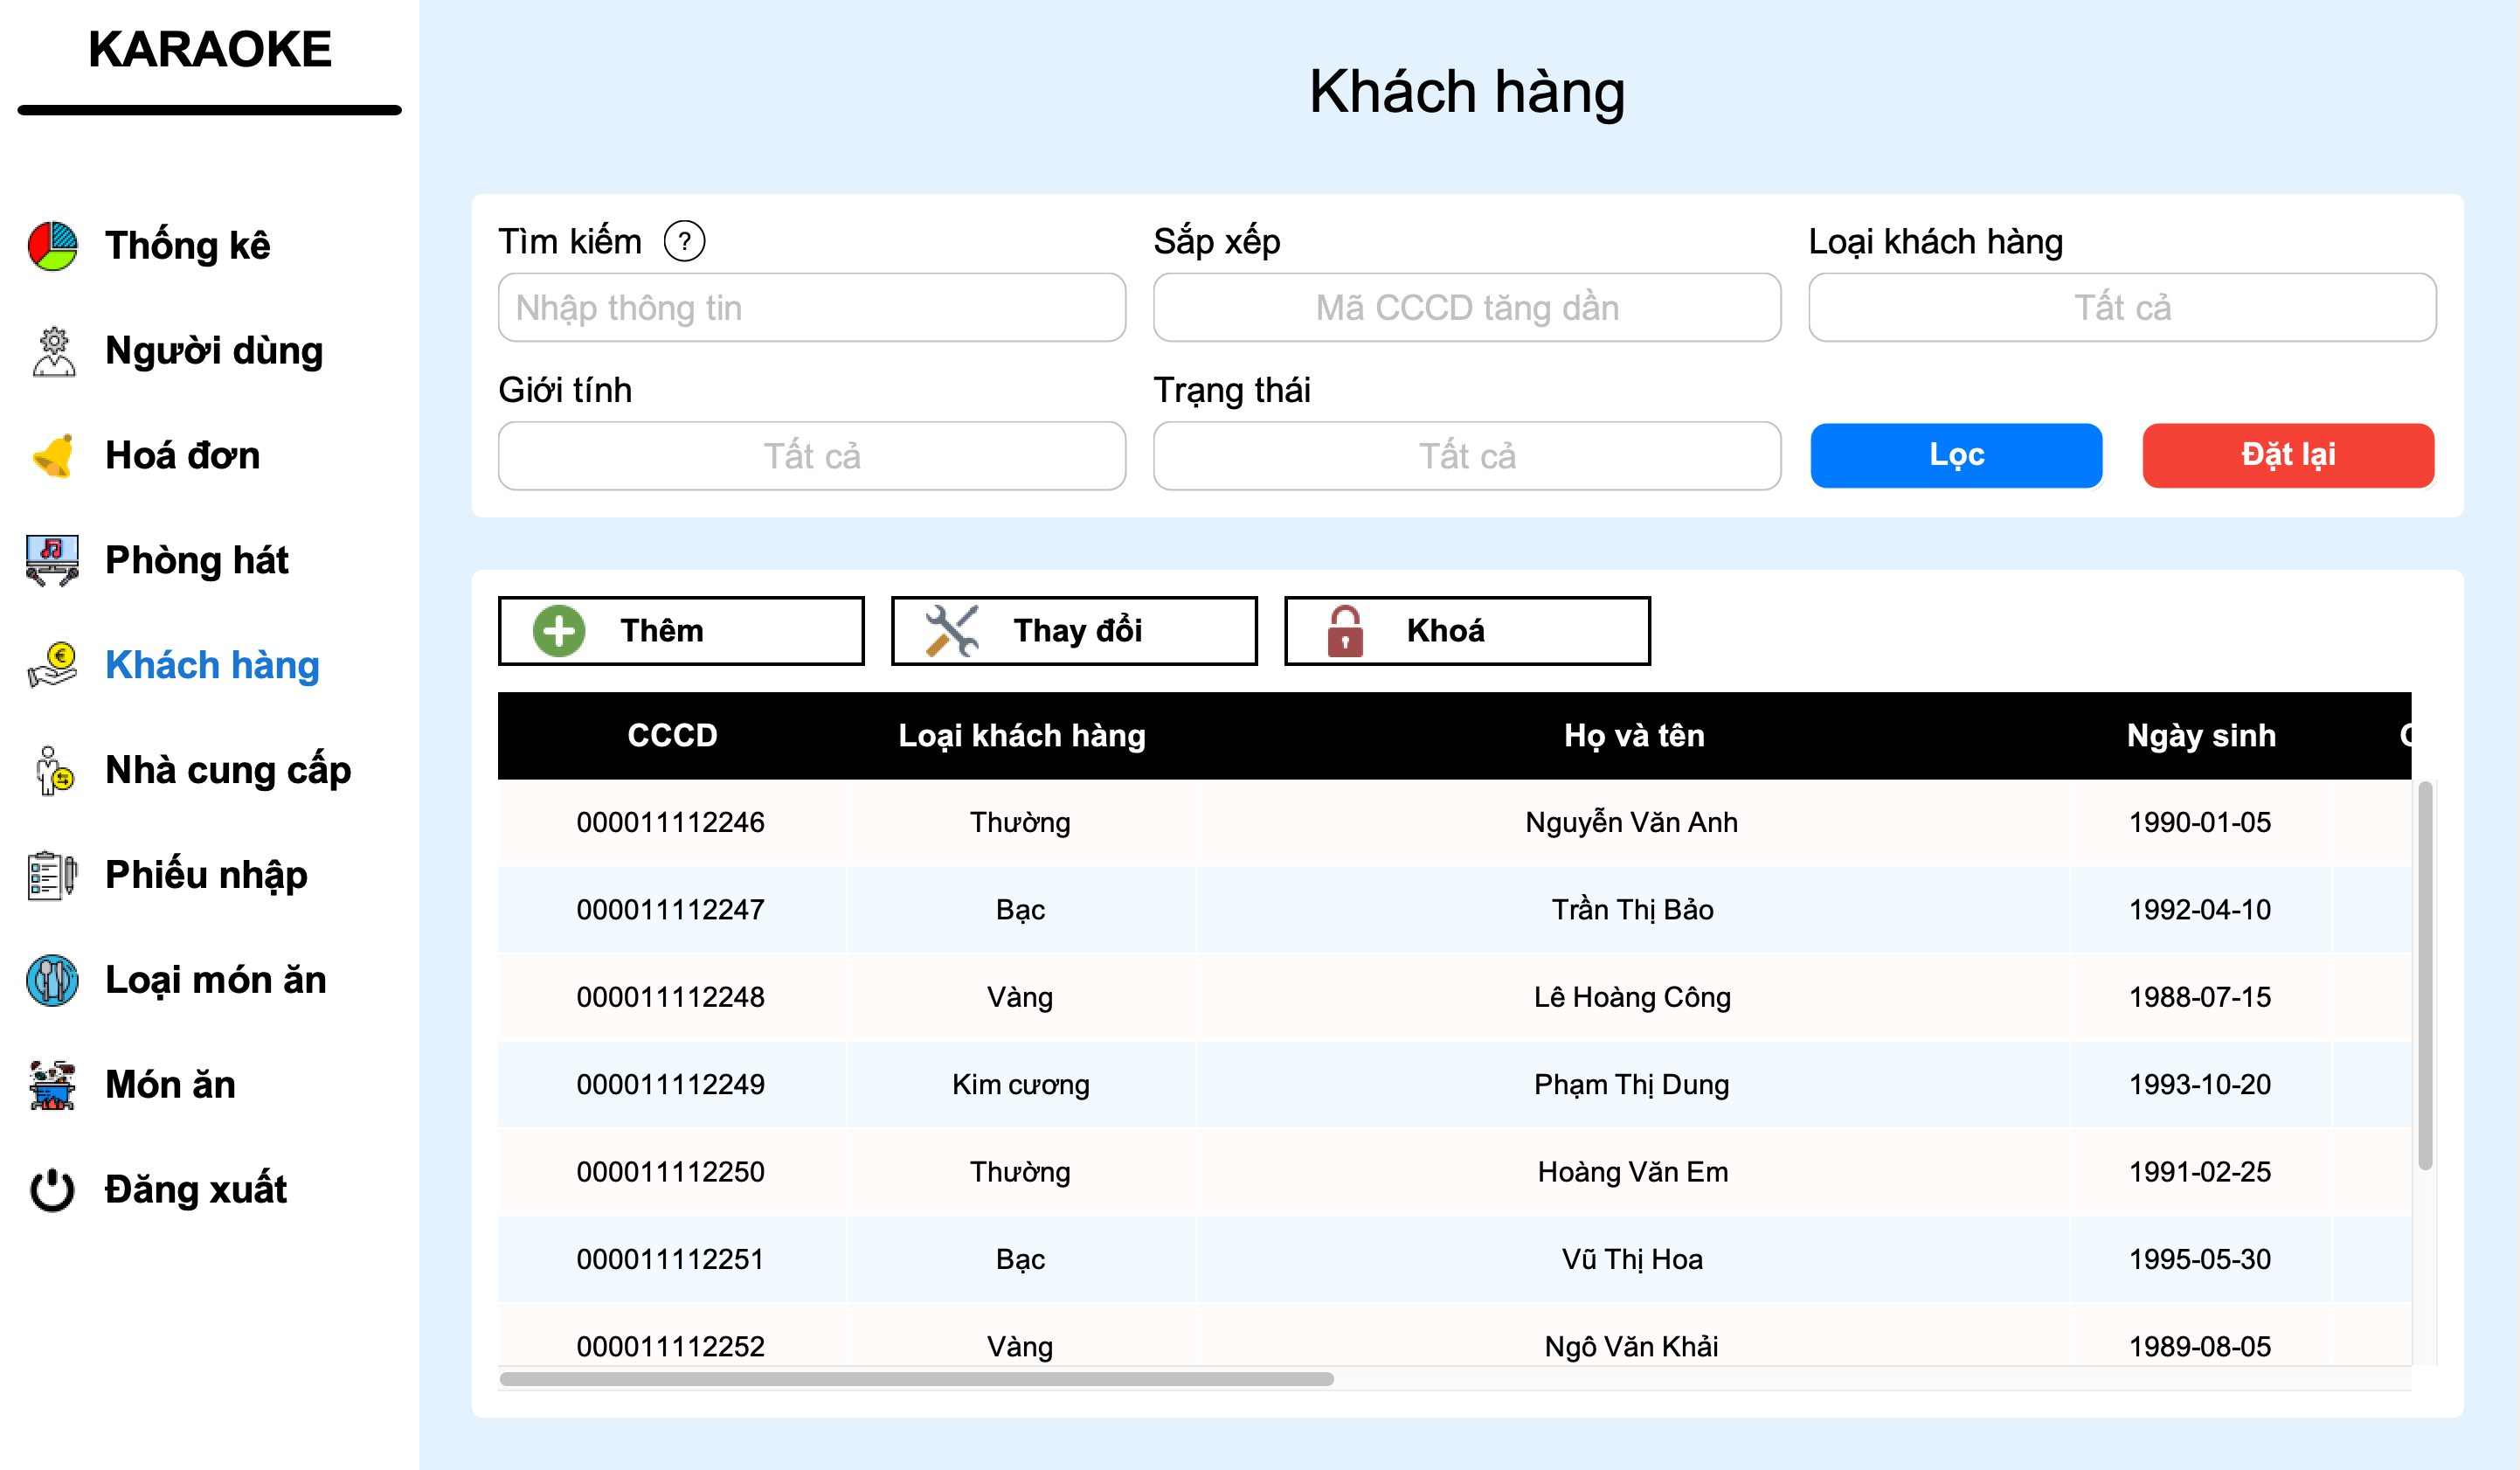 KARAOKE
Thống kê
Người dùng
Hoá đơn
Phòng hát
Khách hàng
Nhà cung cấp
Phiếu nhập
Loại món ăn
Món ăn
Đăng xuất
Khách hàng
Tìm kiếm ? Sắp xếp Loại khách hàng
Nhập thông tin Mã CCCD tăng dần Tất cả
Giới tính Trạng thái
Tất cả Tất cả Lọc Đặt lại
Thêm Thay đổi Khoá
CCCD Loại khách hàng Họ và tên Ngày sinh
000011112246 Thường Nguyễn Văn Anh 1990-01-05
000011112247 Bạc Trần Thị Bảo 1992-04-10
000011112248 Vàng Lê Hoàng Công 1988-07-15
000011112249 Kim cương Phạm Thị Dung 1993-10-20
000011112250 Thường Hoàng Văn Em 1991-02-25
000011112251 Bạc Vũ Thị Hoa 1995-05-30
000011112252 Vàng Ngô Văn Khải 1989-08-05